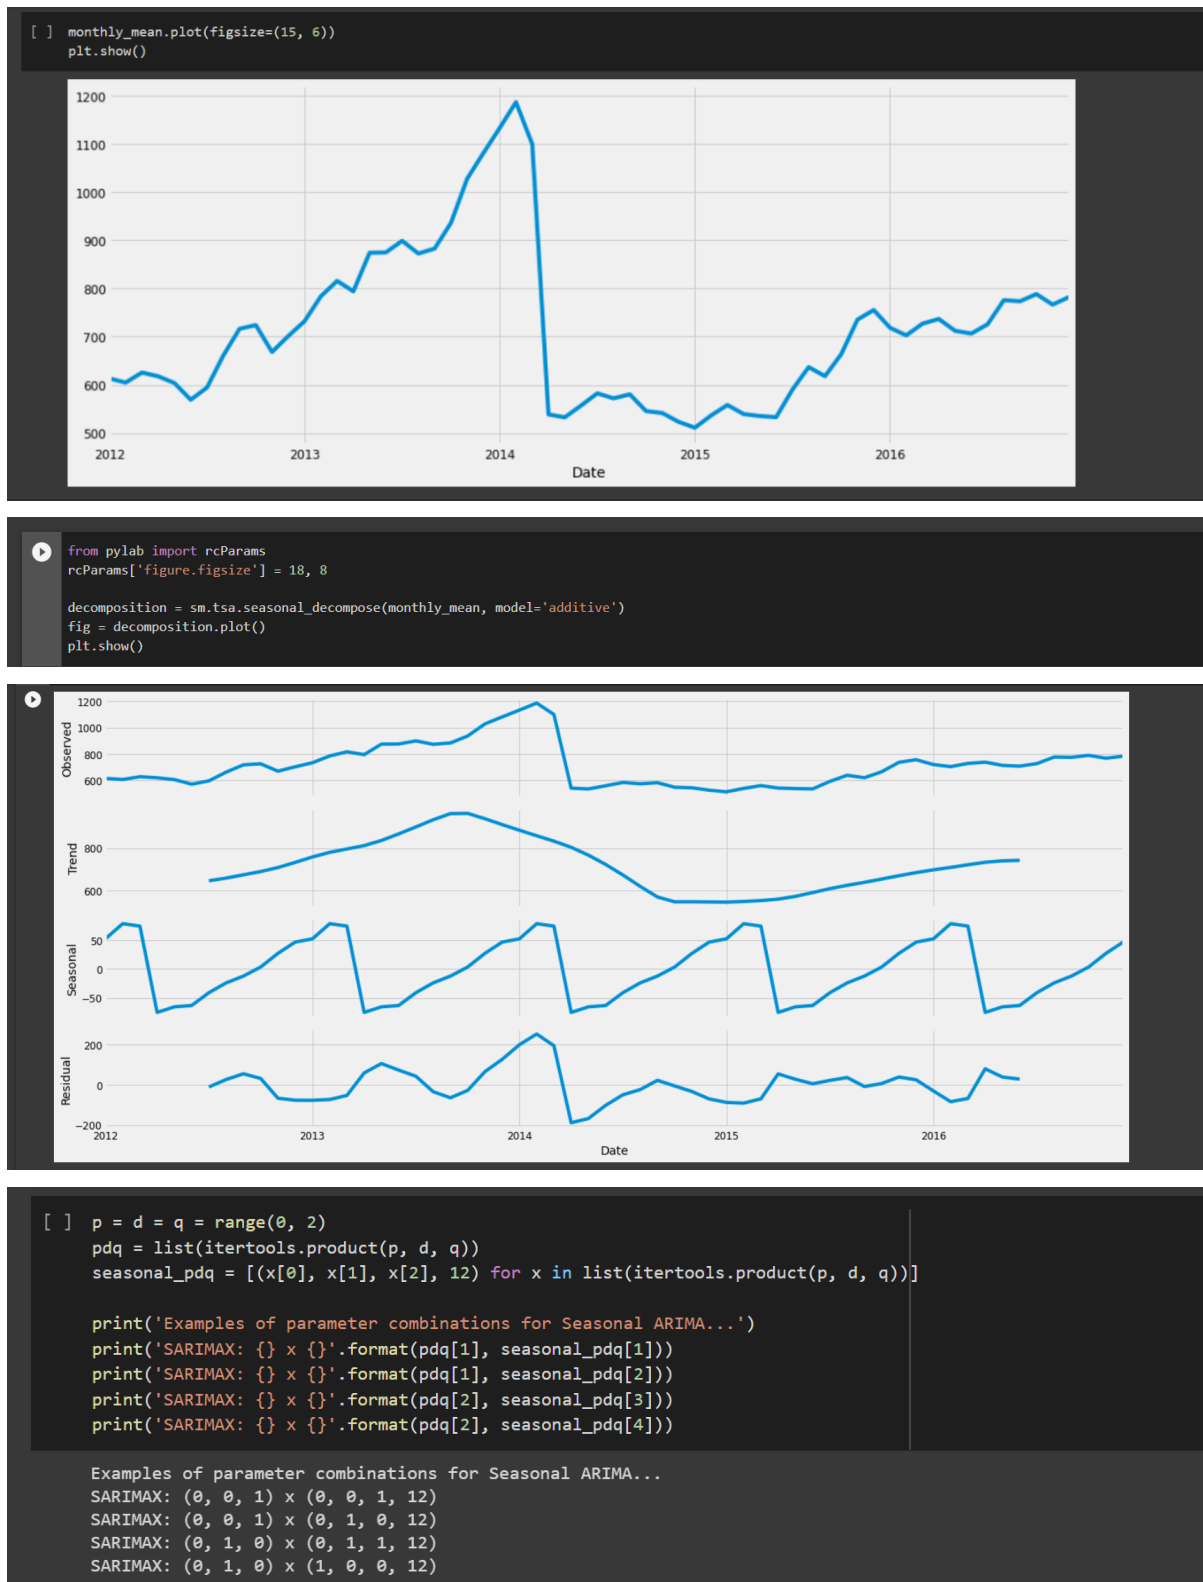 [ ] monthly_mean.plot(figsize=(15, 6))
plt.show()
1200
1100
1000
900
800
700
600
500
2012 2013 2014 2015 2016
Date
from pylab import rcParams
rcParams['figure.figsize'] = 18, 8
decomposition = sm.tsa.seasonal_decompose(monthly_mean, model='additive')
fig = decomposition.plot()
plt.show()
Observed
1200
1000
800
600
Trend
800
600
Seasonal
50
0
−50
Residual
200
0
−200
2012 2013 2014 2015 2016
Date
[ ] p = d = q = range(0, 2)
pdq = list(itertools.product(p, d, q))
seasonal_pdq = [(x[0], x[1], x[2], 12) for x in list(itertools.product(p, d, q))]
print('Examples of parameter combinations for Seasonal ARIMA...')
print('SARIMAX: {} x {}'.format(pdq[1], seasonal_pdq[1]))
print('SARIMAX: {} x {}'.format(pdq[1], seasonal_pdq[2]))
print('SARIMAX: {} x {}'.format(pdq[2], seasonal_pdq[3]))
print('SARIMAX: {} x {}'.format(pdq[2], seasonal_pdq[4]))
Examples of parameter combinations for Seasonal ARIMA...
SARIMAX: (0, 0, 1) x (0, 0, 1, 12)
SARIMAX: (0, 0, 1) x (0, 1, 0, 12)
SARIMAX: (0, 1, 0) x (0, 1, 1, 12)
SARIMAX: (0, 1, 0) x (1, 0, 0, 12)